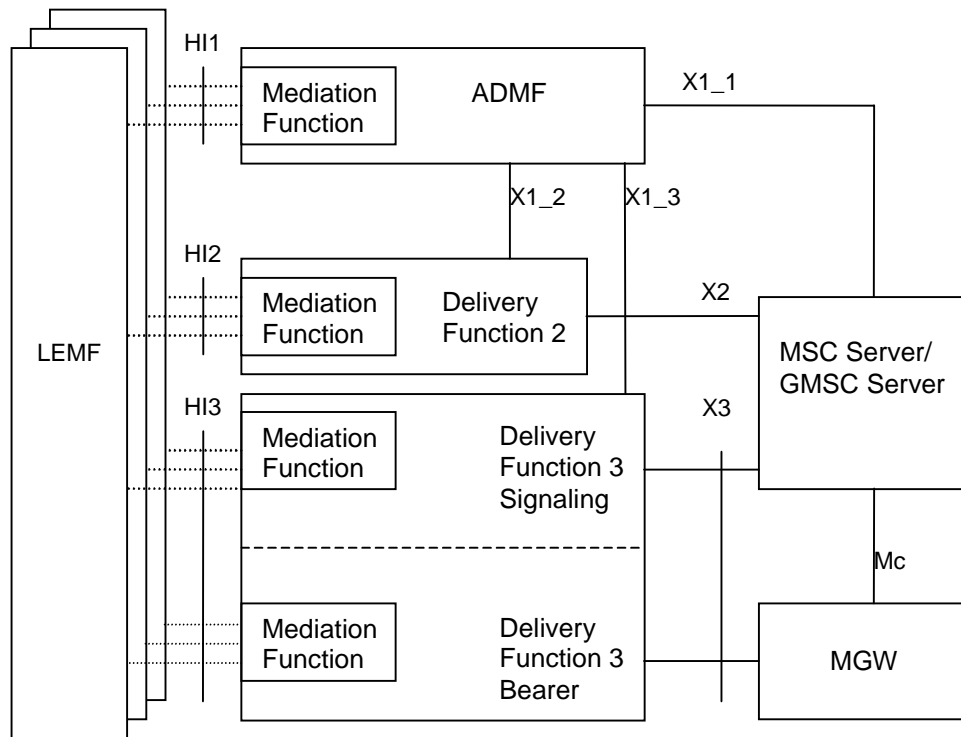 HI1
Mediation
Function
ADMF
X1_1
X1_2
X1_3
HI2
Mediation
Function
Delivery
Function 2
X2
LEMF
MSC Server/
GMSC Server
HI3
Mediation
Function
Delivery
Function 3
Signaling
X3
Mc
Mediation
Function
Delivery
Function 3
Bearer
MGW